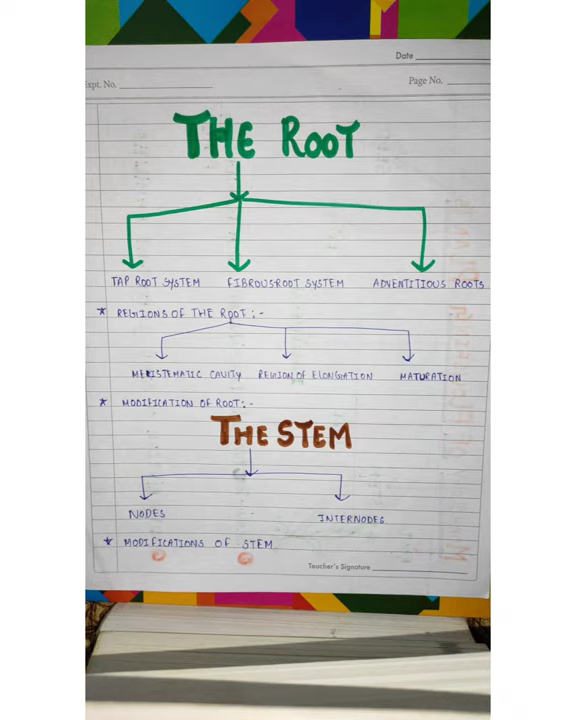 Date
Expt. No.
Page No.
THE ROOT
TAP ROOT SYSTEM FIBROUSROOT SYSTEM ADVENTITIOUS ROOTS
★ REGIONS OF THE ROOT:-
MERISTEMATIC CAVITY REGION OF ELONGATION MATURATION
★ MODIFICATION OF ROOT:-
THE STEM
NODES INTERNODES
★ MODIFICATIONS OF STEM
Teacher's Signature